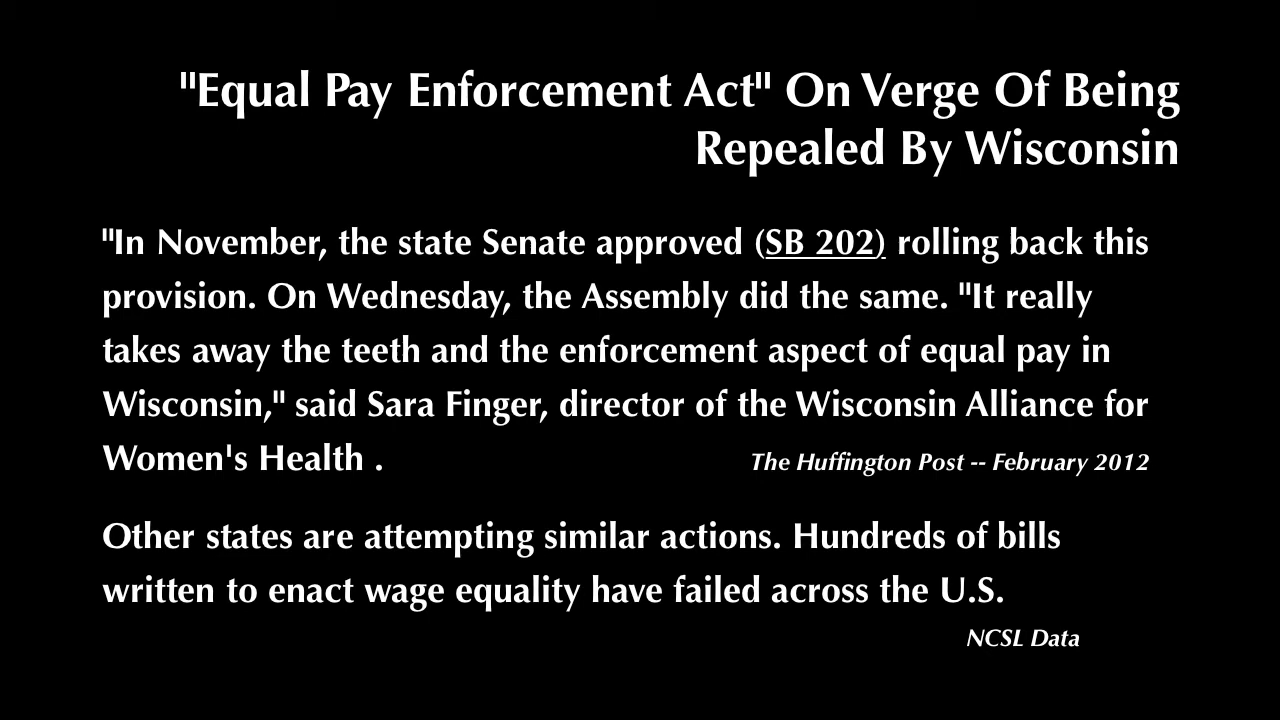 "Equal Pay Enforcement Act" On Verge Of Being
Repealed By Wisconsin
"In November, the state Senate approved (SB 202) rolling back this
provision. On Wednesday, the Assembly did the same. "It really
takes away the teeth and the enforcement aspect of equal pay in
Wisconsin," said Sara Finger, director of the Wisconsin Alliance for
Women's Health .
The Huffington Post -- February 2012
Other states are attempting similar actions. Hundreds of bills
written to enact wage equality have failed across the U.S.
NCSL Data